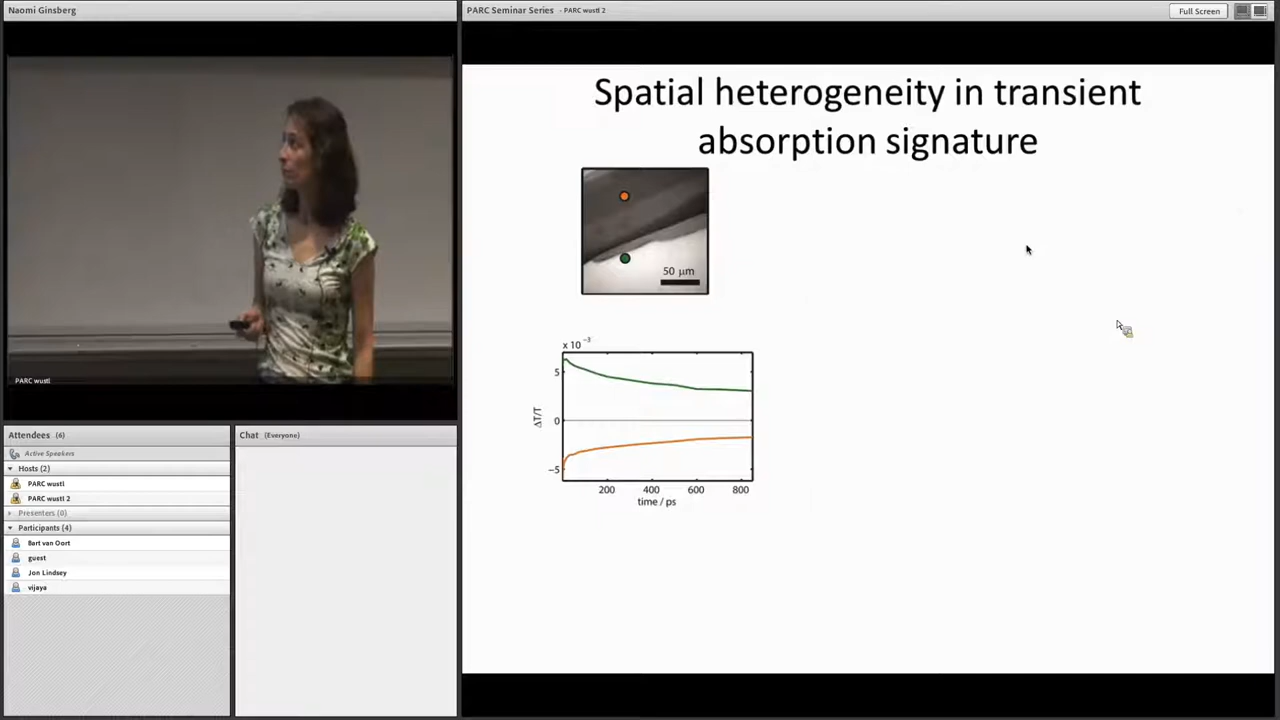 Naomi Ginsberg
PARC wustl
Attendees (6)
Active Speakers
Hosts (2)
PARC wustl
PARC wustl 2
Presenters (0)
Participants (4)
Bart van Oort
guest
Jon Lindsey
vijaya
Chat (Everyone)
PARC Seminar Series - PARC wustl 2
Full Screen
Spatial heterogeneity in transient
absorption signature
50 μm
x 10⁻³
5
0
−5
ΔT/T
200 400 600 800
time / ps